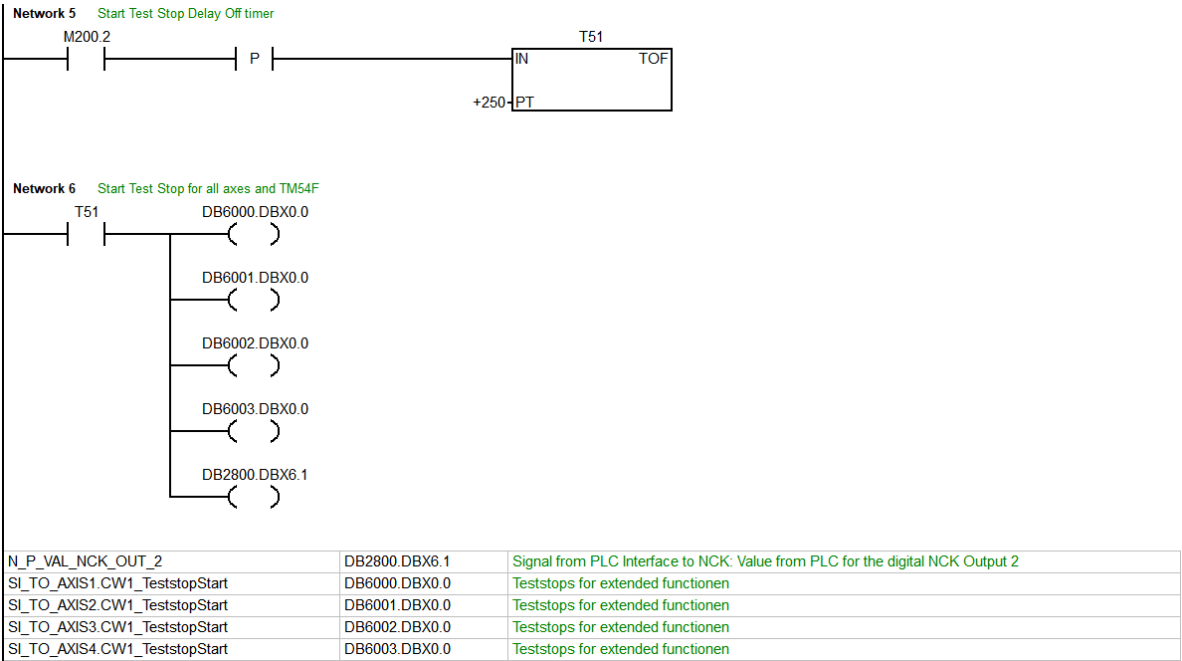 Network 5 Start Test Stop Delay Off timer
M200.2
P
T51
IN TOF
+250 PT
Network 6 Start Test Stop for all axes and TM54F
T51 DB6000.DBX0.0
DB6001.DBX0.0
DB6002.DBX0.0
DB6003.DBX0.0
DB2800.DBX6.1
N_P_VAL_NCK_OUT_2 DB2800.DBX6.1 Signal from PLC Interface to NCK: Value from PLC for the digital NCK Output 2
SI_TO_AXIS1.CW1_TeststopStart DB6000.DBX0.0 Teststops for extended functionen
SI_TO_AXIS2.CW1_TeststopStart DB6001.DBX0.0 Teststops for extended functionen
SI_TO_AXIS3.CW1_TeststopStart DB6002.DBX0.0 Teststops for extended functionen
SI_TO_AXIS4.CW1_TeststopStart DB6003.DBX0.0 Teststops for extended functionen